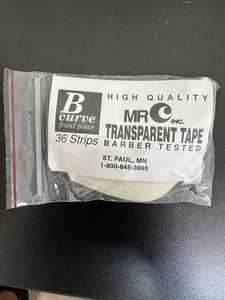 B
curve
front piece
36 Strips
HIGH QUALITY
MR C INC.
TRANSPARENT TAPE
BARBER TESTED
ST. PAUL, MN
1-800-845-3865